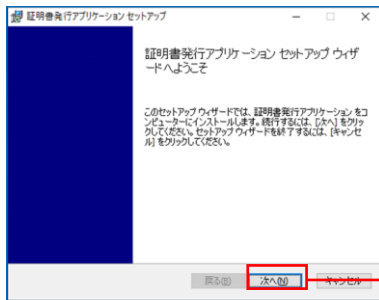 証明書発行アプリケーション セットアップ
証明書発行アプリケーション セットアップ ウィザ
ードへようこそ
このセットアップ ウィザードでは、証明書発行アプリケーション をコ
ンピューターにインストールします。続行するには、[次へ] をクリッ
クしてください。セットアップ ウィザードを終了するには、[キャンセ
ル] をクリックしてください。
戻る(B) 次へ(N) キャンセル